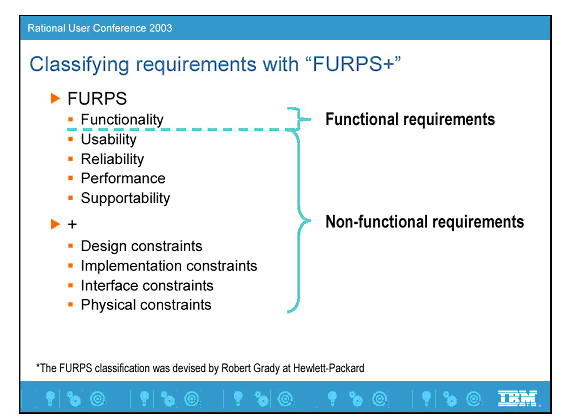 Rational User Conference 2003
Classifying requirements with “FURPS+”
FURPS
Functionality
Functional requirements
Usability
Reliability
Performance
Supportability
+
Non-functional requirements
Design constraints
Implementation constraints
Interface constraints
Physical constraints
*The FURPS classification was devised by Robert Grady at Hewlett-Packard
IBM